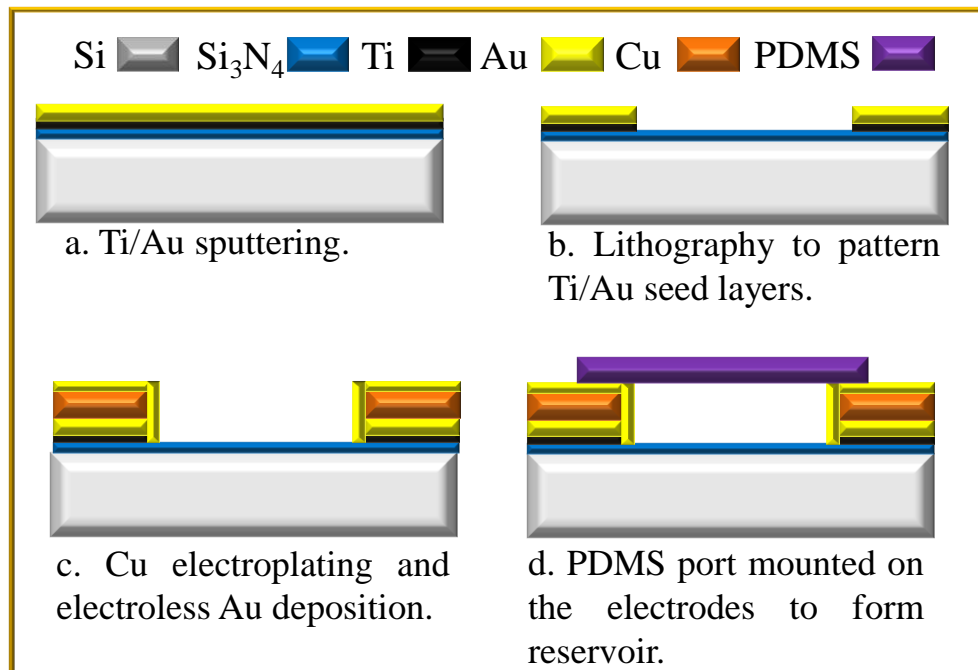 Si Si₃N₄ Ti Au Cu PDMS
a. Ti/Au sputtering.
b. Lithography to pattern
Ti/Au seed layers.
c. Cu electroplating and
electroless Au deposition.
d. PDMS port mounted on
the electrodes to form
reservoir.